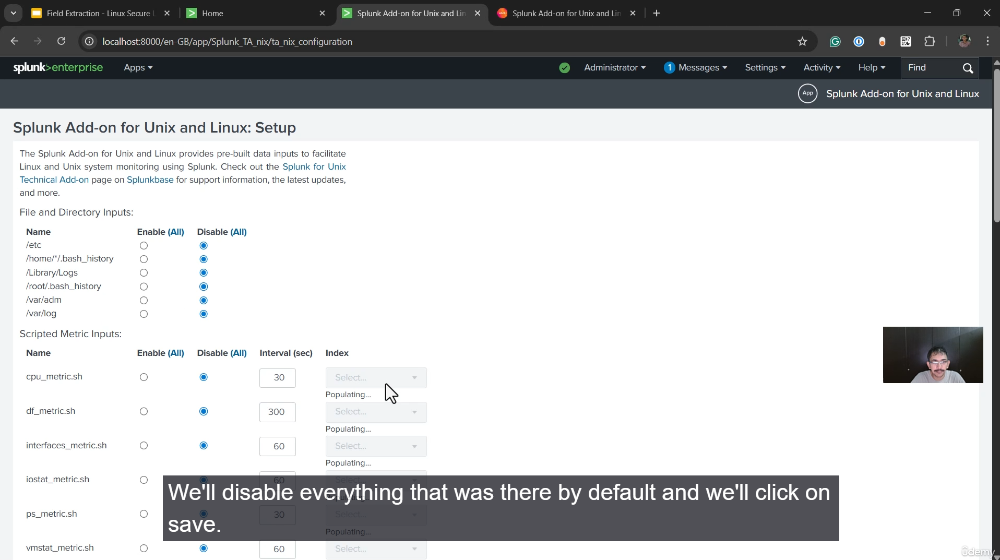 Field Extraction - Linux Secure L
Home
Splunk Add-on for Unix and Lin
Splunk Add-on for Unix and Lin
localhost:8000/en-GB/app/Splunk_TA_nix/ta_nix_configuration
splunk>enterprise
Apps
Administrator
1 Messages
Settings
Activity
Help
Find
App
Splunk Add-on for Unix and Linux
Splunk Add-on for Unix and Linux: Setup
The Splunk Add-on for Unix and Linux provides pre-built data inputs to facilitate
Linux and Unix system monitoring using Splunk. Check out the Splunk for Unix
Technical Add-on page on Splunkbase for support information, the latest updates,
and more.
File and Directory Inputs:
Name Enable (All) Disable (All)
/etc
/home/*/.bash_history
/Library/Logs
/root/.bash_history
/var/adm
/var/log
Scripted Metric Inputs:
Name Enable (All) Disable (All) Interval (sec) Index
cpu_metric.sh 30 Select...
Populating...
df_metric.sh 300 Select...
Populating...
interfaces_metric.sh 60 Select...
Populating...
iostat_metric.sh 60 Select...
Populating...
ps_metric.sh 30 Select...
Populating...
vmstat_metric.sh 60 Select...
We'll disable everything that was there by default and we'll click on
save.
ûdemy